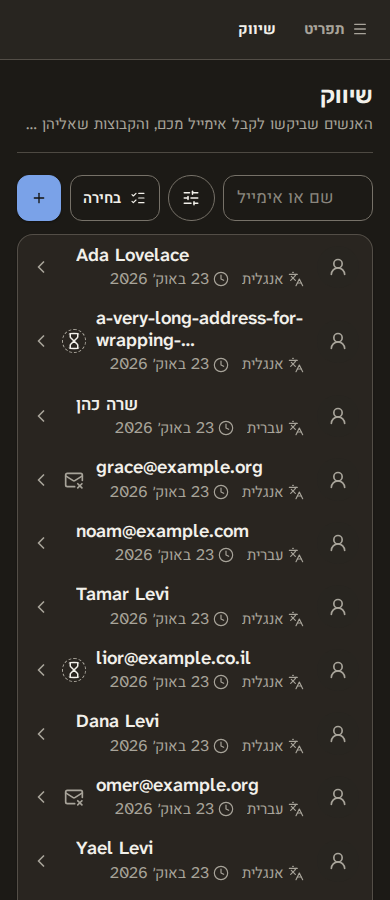 תפריט
שיווק
שיווק
האנשים שביקשו לקבל אימייל מכם, והקבוצות שאליהן ...
שם או אימייל
בחירה
+
Ada Lovelace
אנגלית 23 באוק׳ 2026
a-very-long-address-for-
wrapping-...
אנגלית 23 באוק׳ 2026
שרה כהן
עברית 23 באוק׳ 2026
grace@example.org
אנגלית 23 באוק׳ 2026
noam@example.com
עברית 23 באוק׳ 2026
Tamar Levi
אנגלית 23 באוק׳ 2026
lior@example.co.il
אנגלית 23 באוק׳ 2026
Dana Levi
אנגלית 23 באוק׳ 2026
omer@example.org
עברית 23 באוק׳ 2026
Yael Levi
אנגלית 23 באוק׳ 2026